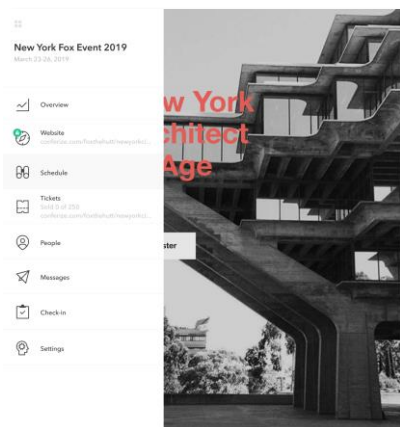 New York Fox Event 2019
March 23-26, 2019
Overview
Website
Schedule
Tickets
Sold 0 of 250
People
Messages
Check-in
Settings
w York
chitect
Age
ster